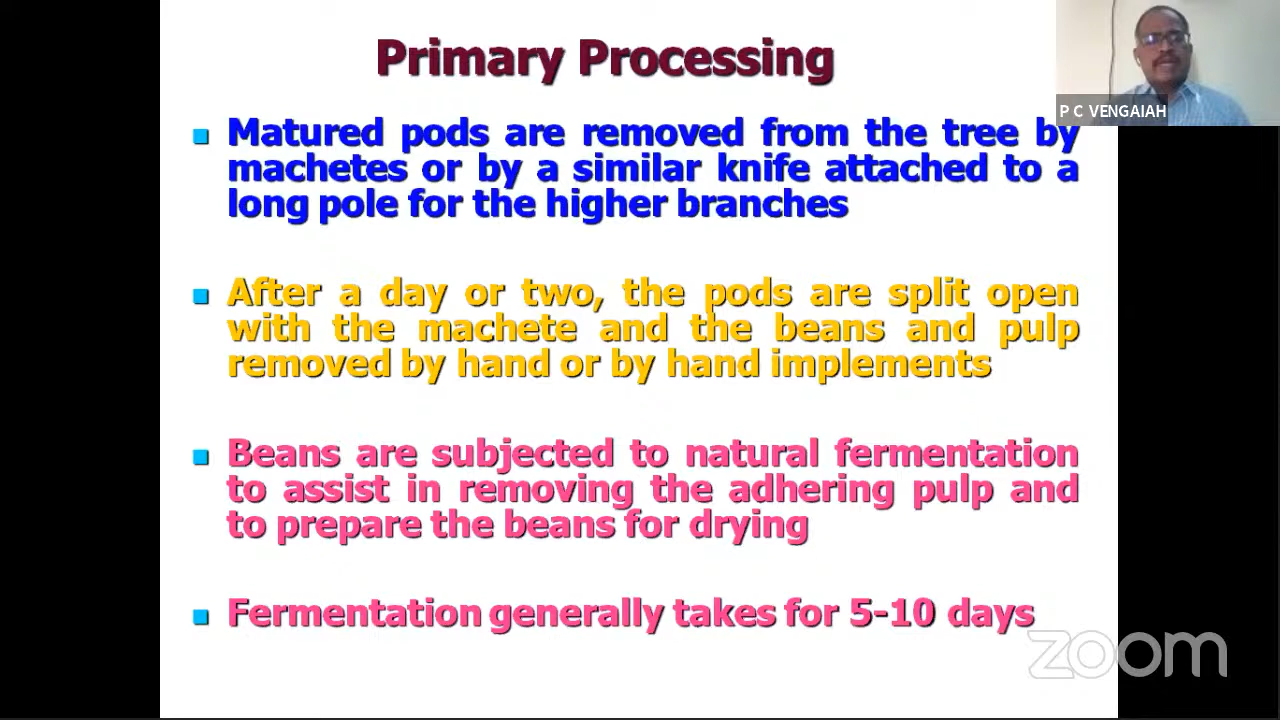 Primary Processing
P C VENGAIAH
Matured pods are removed from the tree by
machetes or by a similar knife attached to a
long pole for the higher branches
After a day or two, the pods are split open
with the machete and the beans and pulp
removed by hand or by hand implements
Beans are subjected to natural fermentation
to assist in removing the adhering pulp and
to prepare the beans for drying
Fermentation generally takes for 5-10 days
zoom